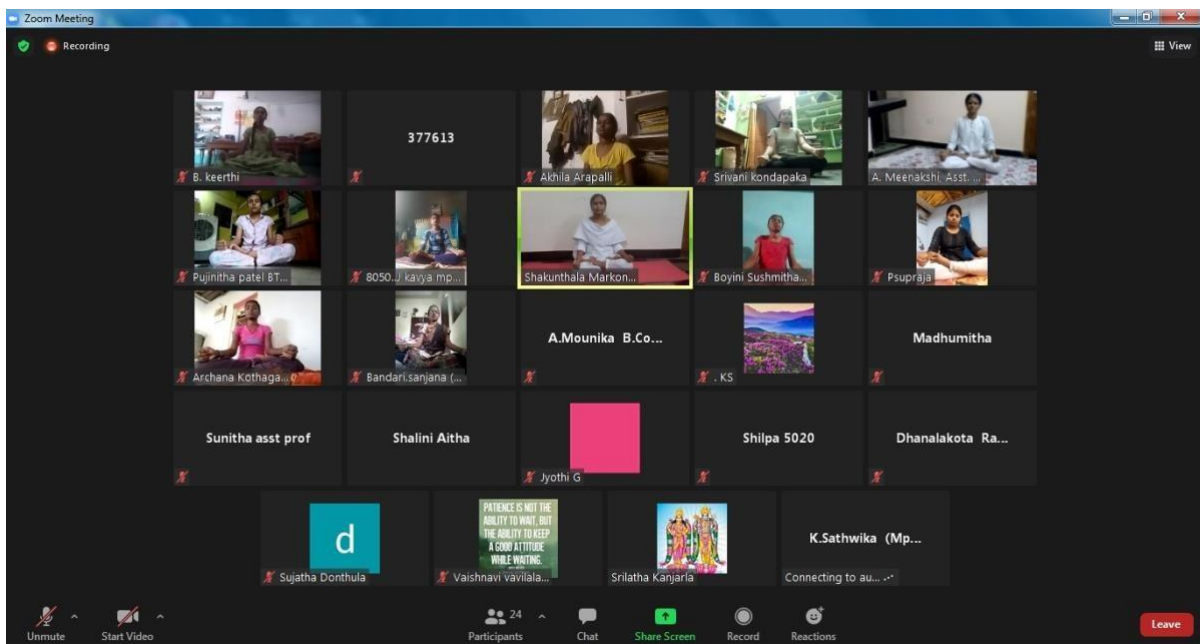 Zoom Meeting
Recording
View
B. keerthi
377613
Akhila Arapalli
Srivani kondapaka
A. Meenakshi, Asst. ...
Pujinitha patel BT...
8050..J kavya mp...
Shakunthala Markon...
Boyini Sushmitha...
Psupraja
Archana Kothaga...
Bandari.sanjana (...
A.Mounika B.Co...
. KS
Madhumitha
Sunitha asst prof
Shalini Aitha
Jyothi G
Shilpa 5020
Dhanalakota Ra...
d
Sujatha Donthula
PATIENCE IS NOT THE
ABILITY TO WAIT, BUT
THE ABILITY TO KEEP
A GOOD ATTITUDE
WHILE WAITING.
Vaishnavi vavilala...
Srilatha Kanjarla
K.Sathwika (Mp...
Connecting to au...
Unmute
Start Video
24
Participants
Chat
Share Screen
Record
Reactions
Leave